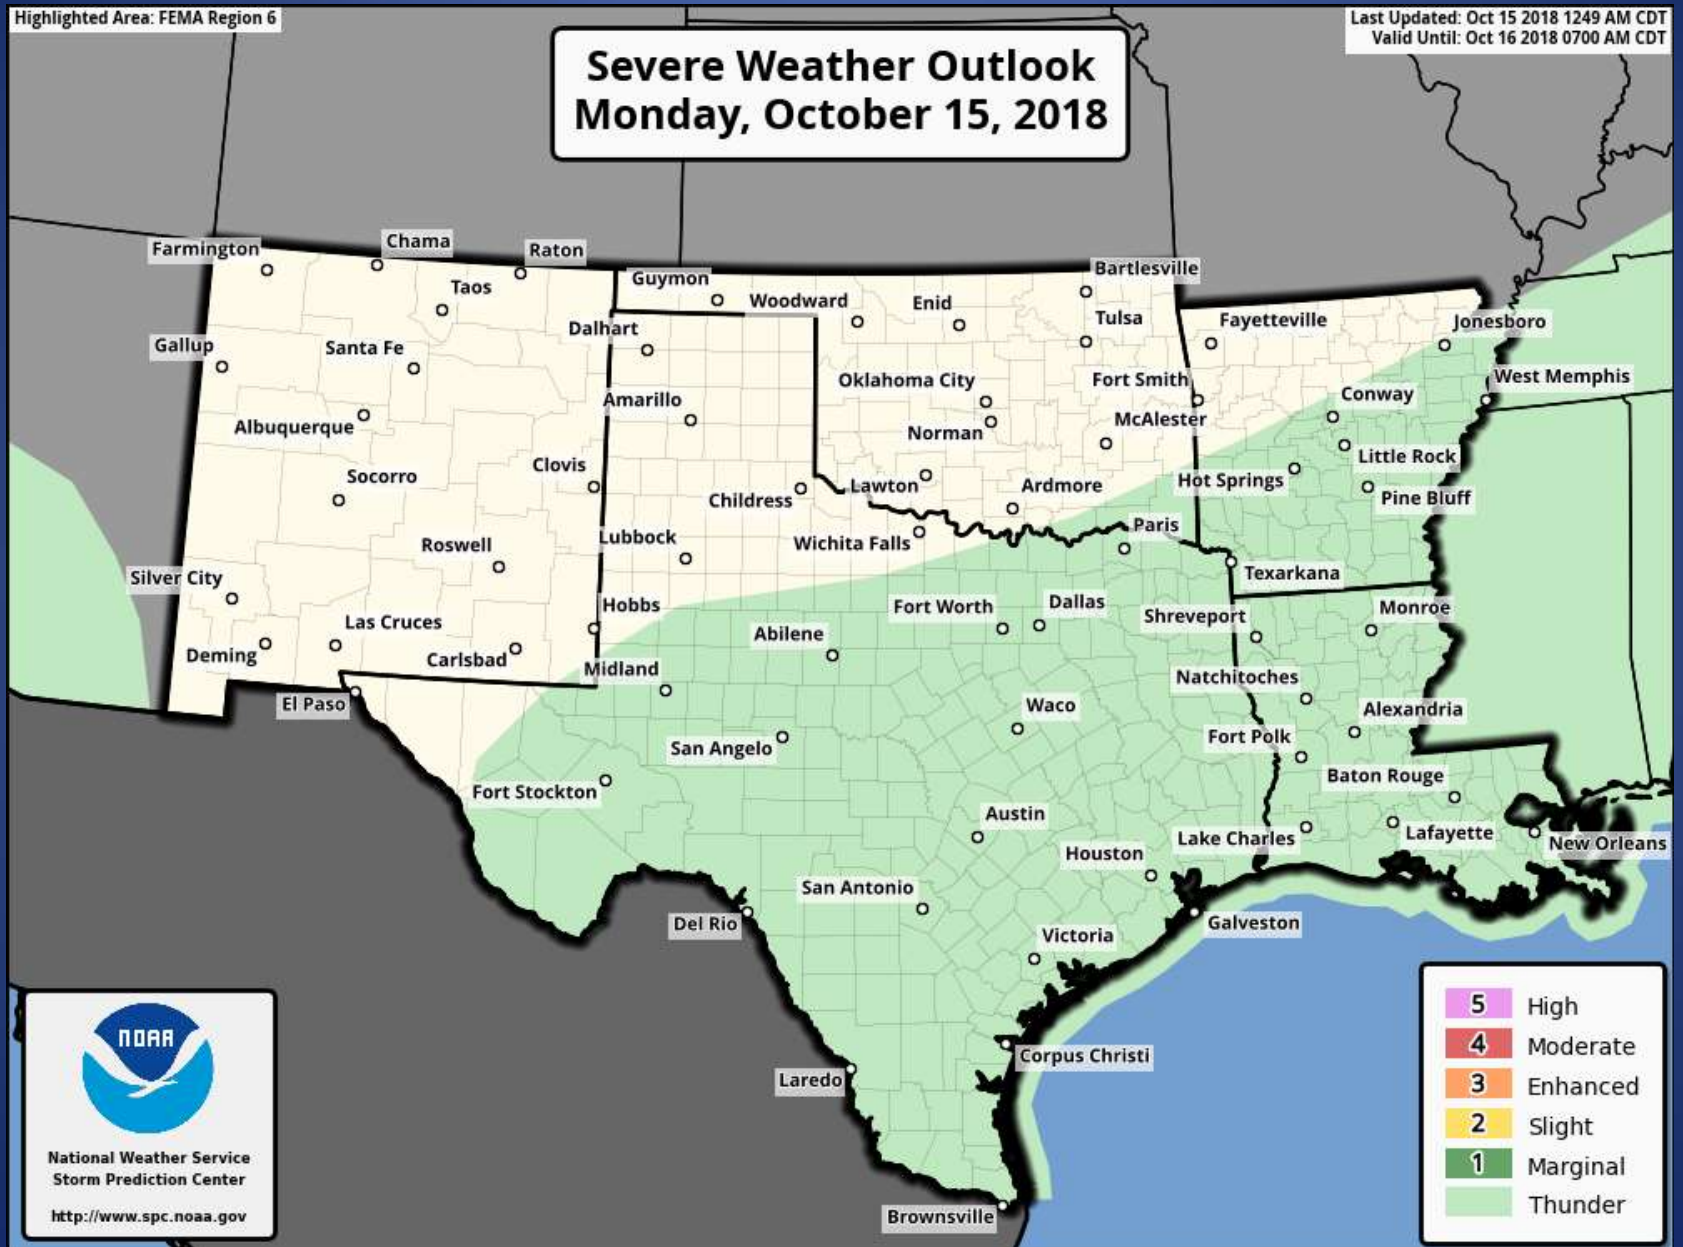 Highlighted Area: FEMA Region 6
Last Updated: Oct 15 2018 1249 AM CDT
Valid Until: Oct 16 2018 0700 AM CDT
Severe Weather Outlook
Monday, October 15, 2018
Farmington
Chama
Raton
Taos
Guymon
Woodward
Enid
Bartlesville
Tulsa
Fayetteville
Jonesboro
Gallup
Santa Fe
Dalhart
Albuquerque
Amarillo
Oklahoma City
Fort Smith
West Memphis
Conway
Norman
McAlester
Little Rock
Socorro
Clovis
Childress
Lawton
Ardmore
Hot Springs
Pine Bluff
Roswell
Lubbock
Wichita Falls
Paris
Texarkana
Silver City
Las Cruces
Hobbs
Fort Worth
Dallas
Shreveport
Monroe
Deming
Carlsbad
Midland
Abilene
Natchitoches
El Paso
San Angelo
Waco
Fort Polk
Alexandria
Fort Stockton
Baton Rouge
Austin
Houston
Lake Charles
Lafayette
New Orleans
San Antonio
Del Rio
Victoria
Galveston
Corpus Christi
Laredo
Brownsville
NOAA
National Weather Service
Storm Prediction Center
http://www.spc.noaa.gov
5 High
4 Moderate
3 Enhanced
2 Slight
1 Marginal
Thunder